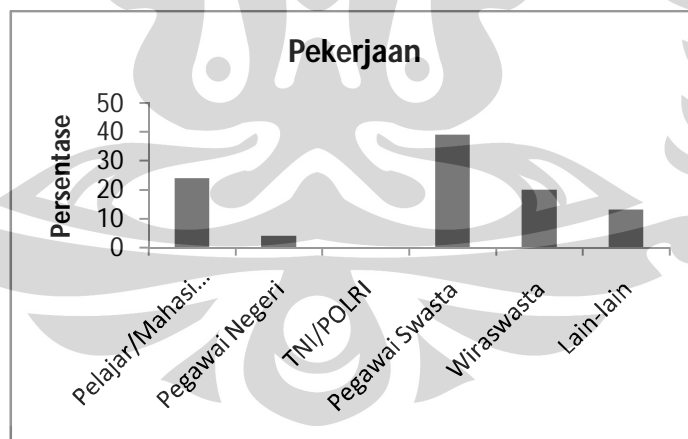 Pekerjaan
Persentase
50
40
30
20
10
0
Pelajar/Mahasi...
Pegawai Negeri
TNI/POLRI
Pegawai Swasta
Wiraswasta
Lain-lain